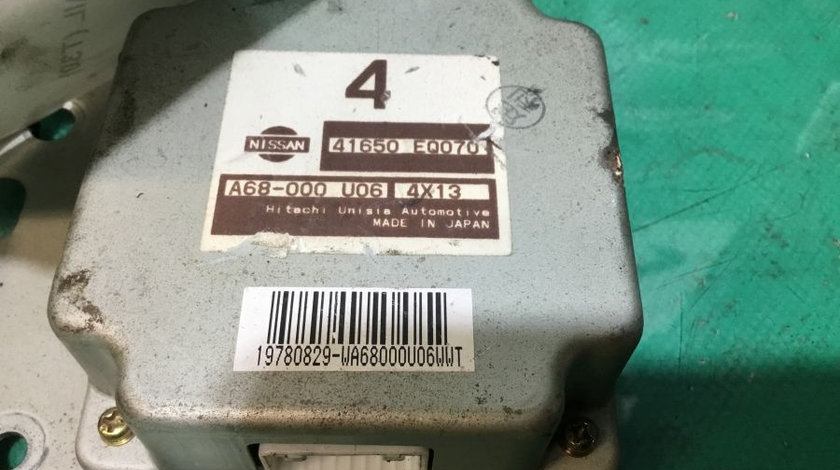 4
NISSAN
41650 EQ070
A68-000 U06 4X13
Hitachi Unisia Automotive
MADE IN JAPAN
19780829-WA68000U06WWT